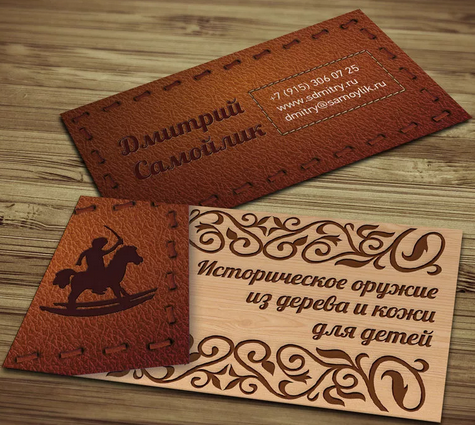 Дмитрий
Самойлик
+7 (915) 306 07 25
www.sdmitry.ru
dmitry@samoylik.ru
Историческое оружие
из дерева и кожи
для детей